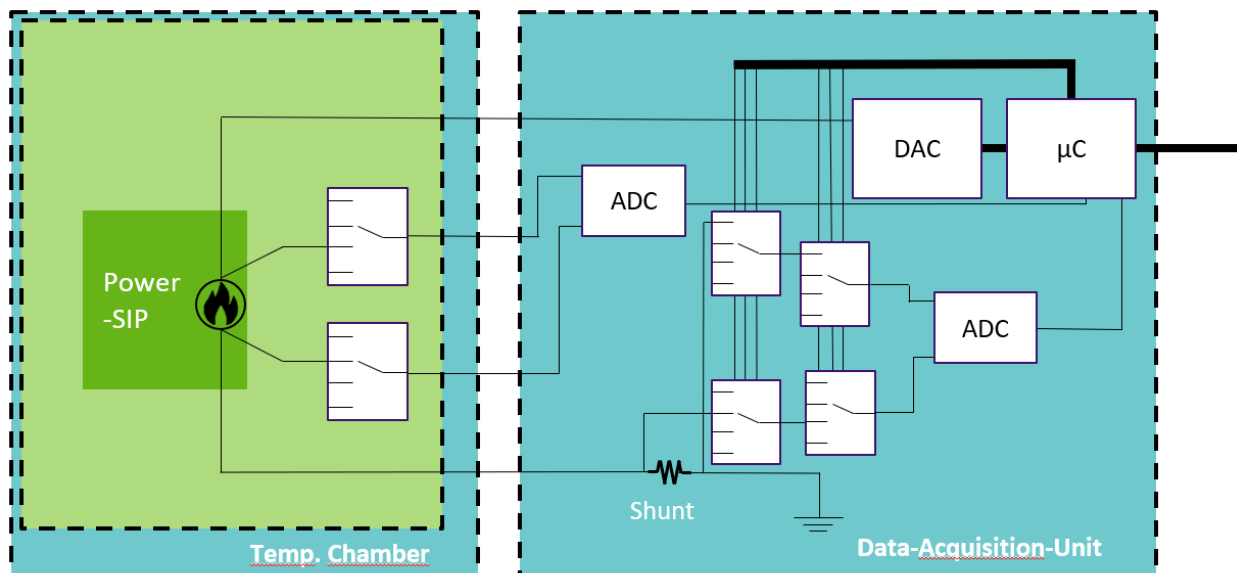 DAC
µC
ADC
Power
-SIP
ADC
Shunt
Temp. Chamber
Data-Acquisition-Unit